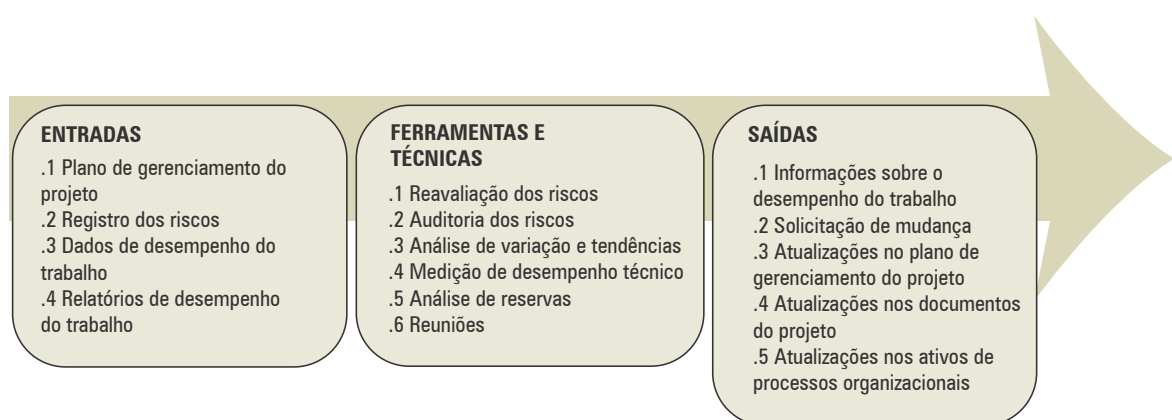 ENTRADAS
.1 Plano de gerenciamento do
projeto
.2 Registro dos riscos
.3 Dados de desempenho do
trabalho
.4 Relatórios de desempenho
do trabalho
FERRAMENTAS E
TÉCNICAS
.1 Reavaliação dos riscos
.2 Auditoria dos riscos
.3 Análise de variação e tendências
.4 Medição de desempenho técnico
.5 Análise de reservas
.6 Reuniões
SAÍDAS
.1 Informações sobre o
desempenho do trabalho
.2 Solicitação de mudança
.3 Atualizações no plano de
gerenciamento do projeto
.4 Atualizações nos documentos
do projeto
.5 Atualizações nos ativos de
processos organizacionais